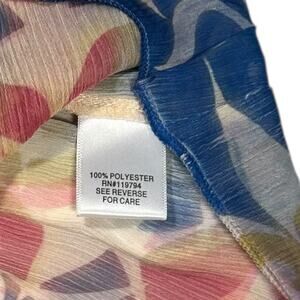 100% POLYESTER
RN#119794
SEE REVERSE
FOR CARE